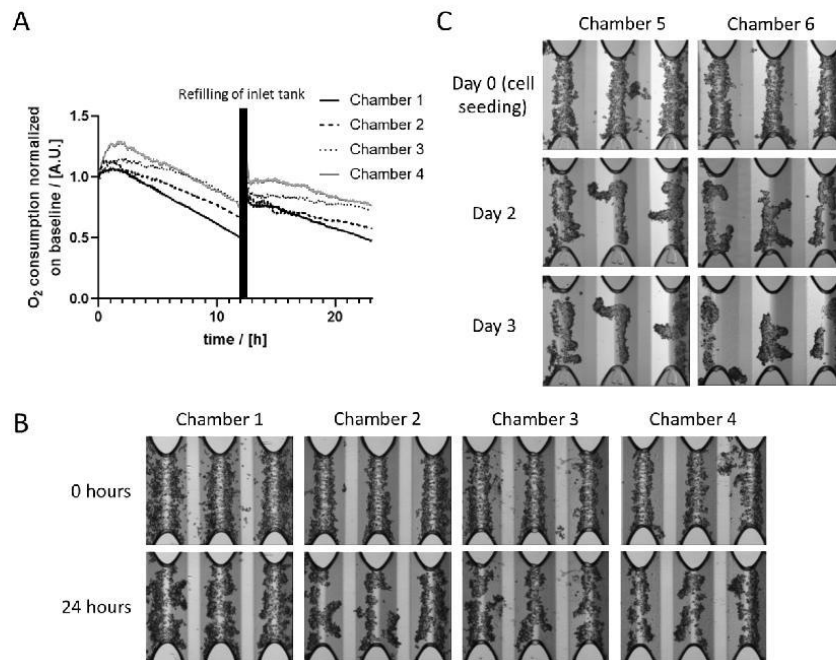 A
Refilling of inlet tank
Chamber 1
Chamber 2
Chamber 3
Chamber 4
O₂ consumption normalized
on baseline / [A.U.]
1.5
1.0
0.5
0.0
0
10
20
time / [h]
C
Chamber 5
Chamber 6
Day 0 (cell
seeding)
Day 2
Day 3
B
Chamber 1
Chamber 2
Chamber 3
Chamber 4
0 hours
24 hours